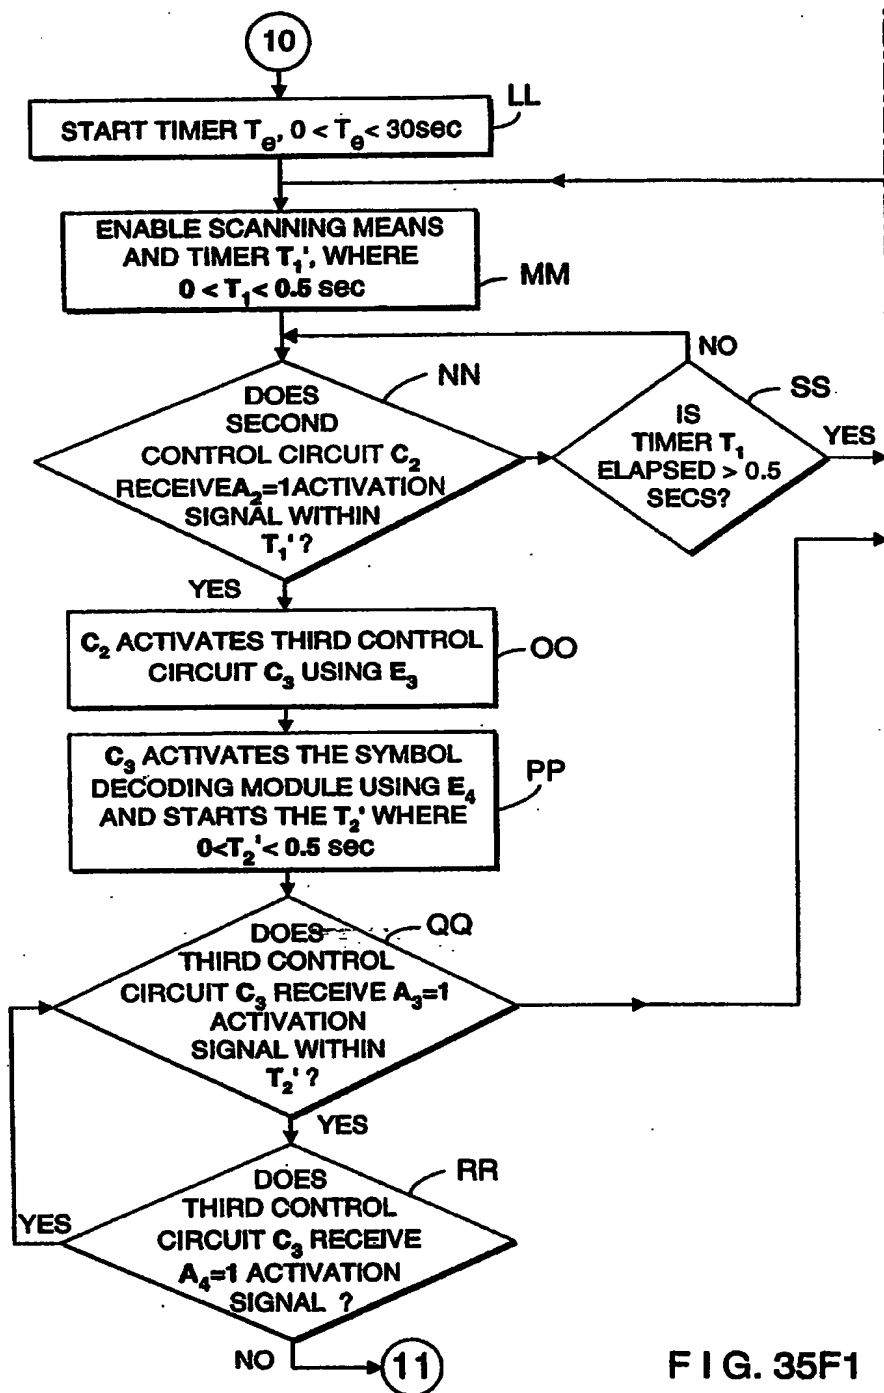 10
LL
START TIMER Te, 0 < Te < 30sec
ENABLE SCANNING MEANS
AND TIMER T1', WHERE
0 < T1 < 0.5 sec
MM
NO
NN
DOES
SECOND
CONTROL CIRCUIT C2
RECEIVEA2=1ACTIVATION
SIGNAL WITHIN
T1' ?
SS
IS
TIMER T1
ELAPSED > 0.5
SECS?
YES
YES
C2 ACTIVATES THIRD CONTROL
CIRCUIT C3 USING E3
OO
C3 ACTIVATES THE SYMBOL
DECODING MODULE USING E4
AND STARTS THE T2' WHERE
0<T2'< 0.5 sec
PP
QQ
DOES
THIRD CONTROL
CIRCUIT C3 RECEIVE A3=1
ACTIVATION
SIGNAL WITHIN
T2' ?
YES
RR
DOES
THIRD CONTROL
CIRCUIT C3 RECEIVE
A4=1 ACTIVATION
SIGNAL ?
YES
NO
11
FIG. 35F1